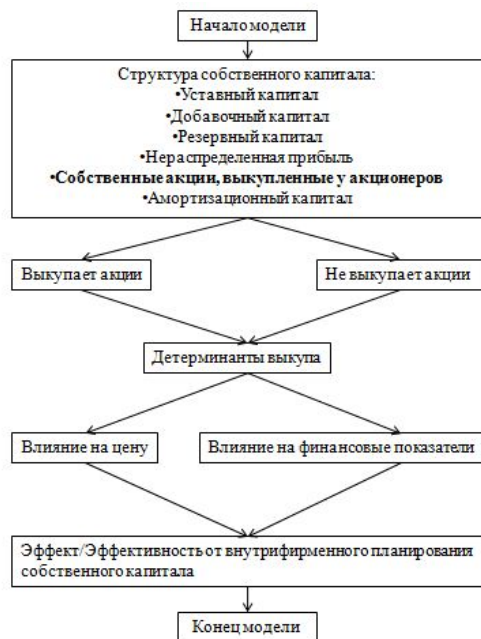 Начало модели
Структура собственного капитала:
•Уставный капитал
•Добавочный капитал
•Резервный капитал
•Нераспределенная прибыль
•Собственные акции, выкупленные у акционеров
•Амортизационный капитал
Выкупает акции
Не выкупает акции
Детерминанты выкупа
Влияние на цену
Влияние на финансовые показатели
Эффект/Эффективность от внутрифирменного планирования
собственного капитала
Конец модели